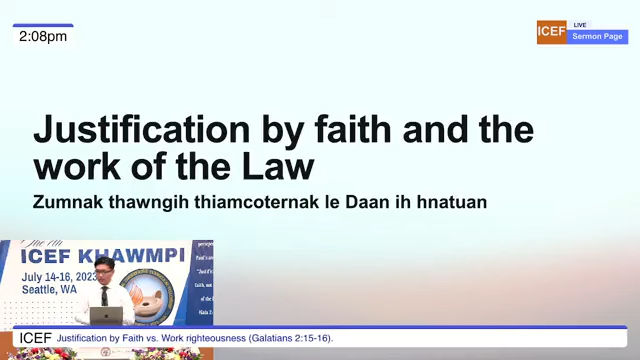 2:08pm
ICEF
LIVE
Sermon Page
Justification by faith and the
work of the Law
Zumnak thawngih thiamcoternak le Daan ih hnatuan
The 7th
ICEF KHAWMPI
July 14-16, 2023
Seattle, WA
ICEF Justification by Faith vs. Work righteousness (Galatians 2:15-16).